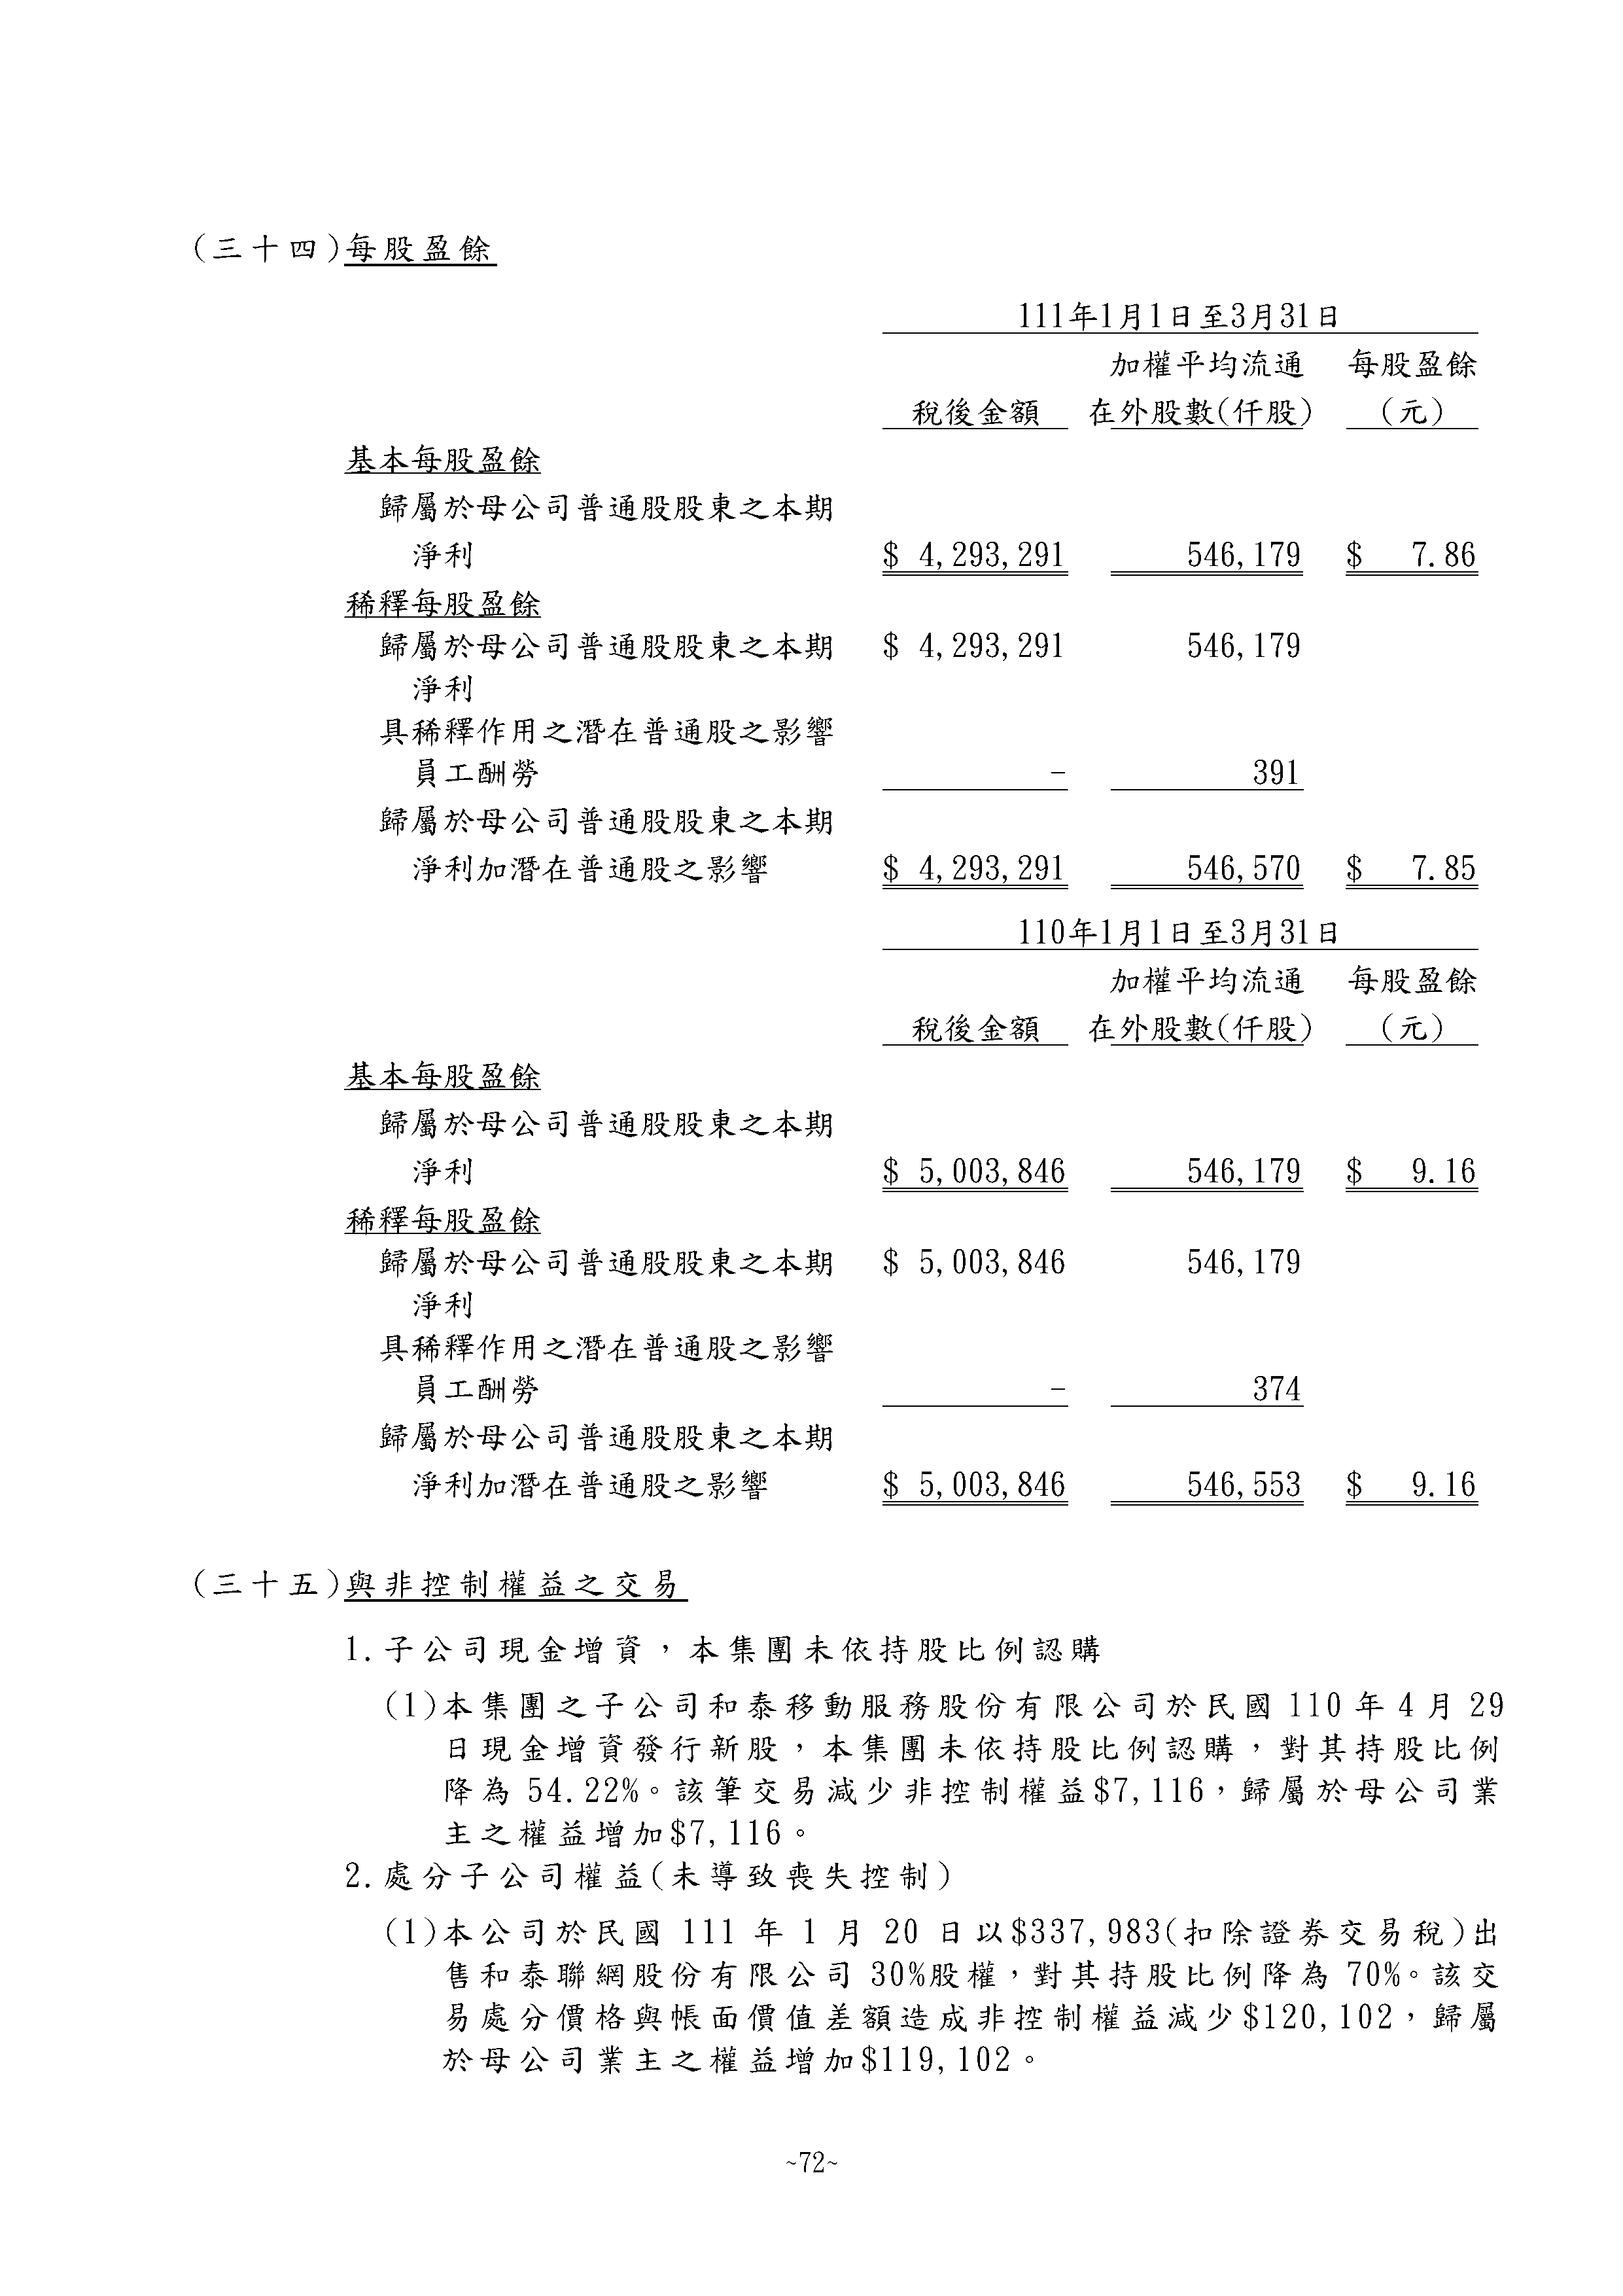 (三十四)每股盈餘
111年1月1日至3月31日
加權平均流通 每股盈餘
稅後金額 在外股數(仟股) (元)
基本每股盈餘
歸屬於母公司普通股股東之本期
淨利 $ 4,293,291 546,179 $ 7.86
稀釋每股盈餘
歸屬於母公司普通股股東之本期 $ 4,293,291 546,179
淨利
具稀釋作用之潛在普通股之影響
員工酬勞 - 391
歸屬於母公司普通股股東之本期
淨利加潛在普通股之影響 $ 4,293,291 546,570 $ 7.85
110年1月1日至3月31日
加權平均流通 每股盈餘
稅後金額 在外股數(仟股) (元)
基本每股盈餘
歸屬於母公司普通股股東之本期
淨利 $ 5,003,846 546,179 $ 9.16
稀釋每股盈餘
歸屬於母公司普通股股東之本期 $ 5,003,846 546,179
淨利
具稀釋作用之潛在普通股之影響
員工酬勞 - 374
歸屬於母公司普通股股東之本期
淨利加潛在普通股之影響 $ 5,003,846 546,553 $ 9.16
(三十五)與非控制權益之交易
1.子公司現金增資，本集團未依持股比例認購
(1)本集團之子公司和泰移動服務股份有限公司於民國 110 年 4 月 29
日現金增資發行新股，本集團未依持股比例認購，對其持股比例
降為 54.22%。該筆交易減少非控制權益$7,116，歸屬於母公司業
主之權益增加$7,116。
2.處分子公司權益(未導致喪失控制)
(1)本公司於民國 111 年 1 月 20 日以$337,983(扣除證券交易稅)出
售和泰聯網股份有限公司 30%股權，對其持股比例降為 70%。該交
易處分價格與帳面價值差額造成非控制權益減少$120,102，歸屬
於母公司業主之權益增加$119,102。
~72~